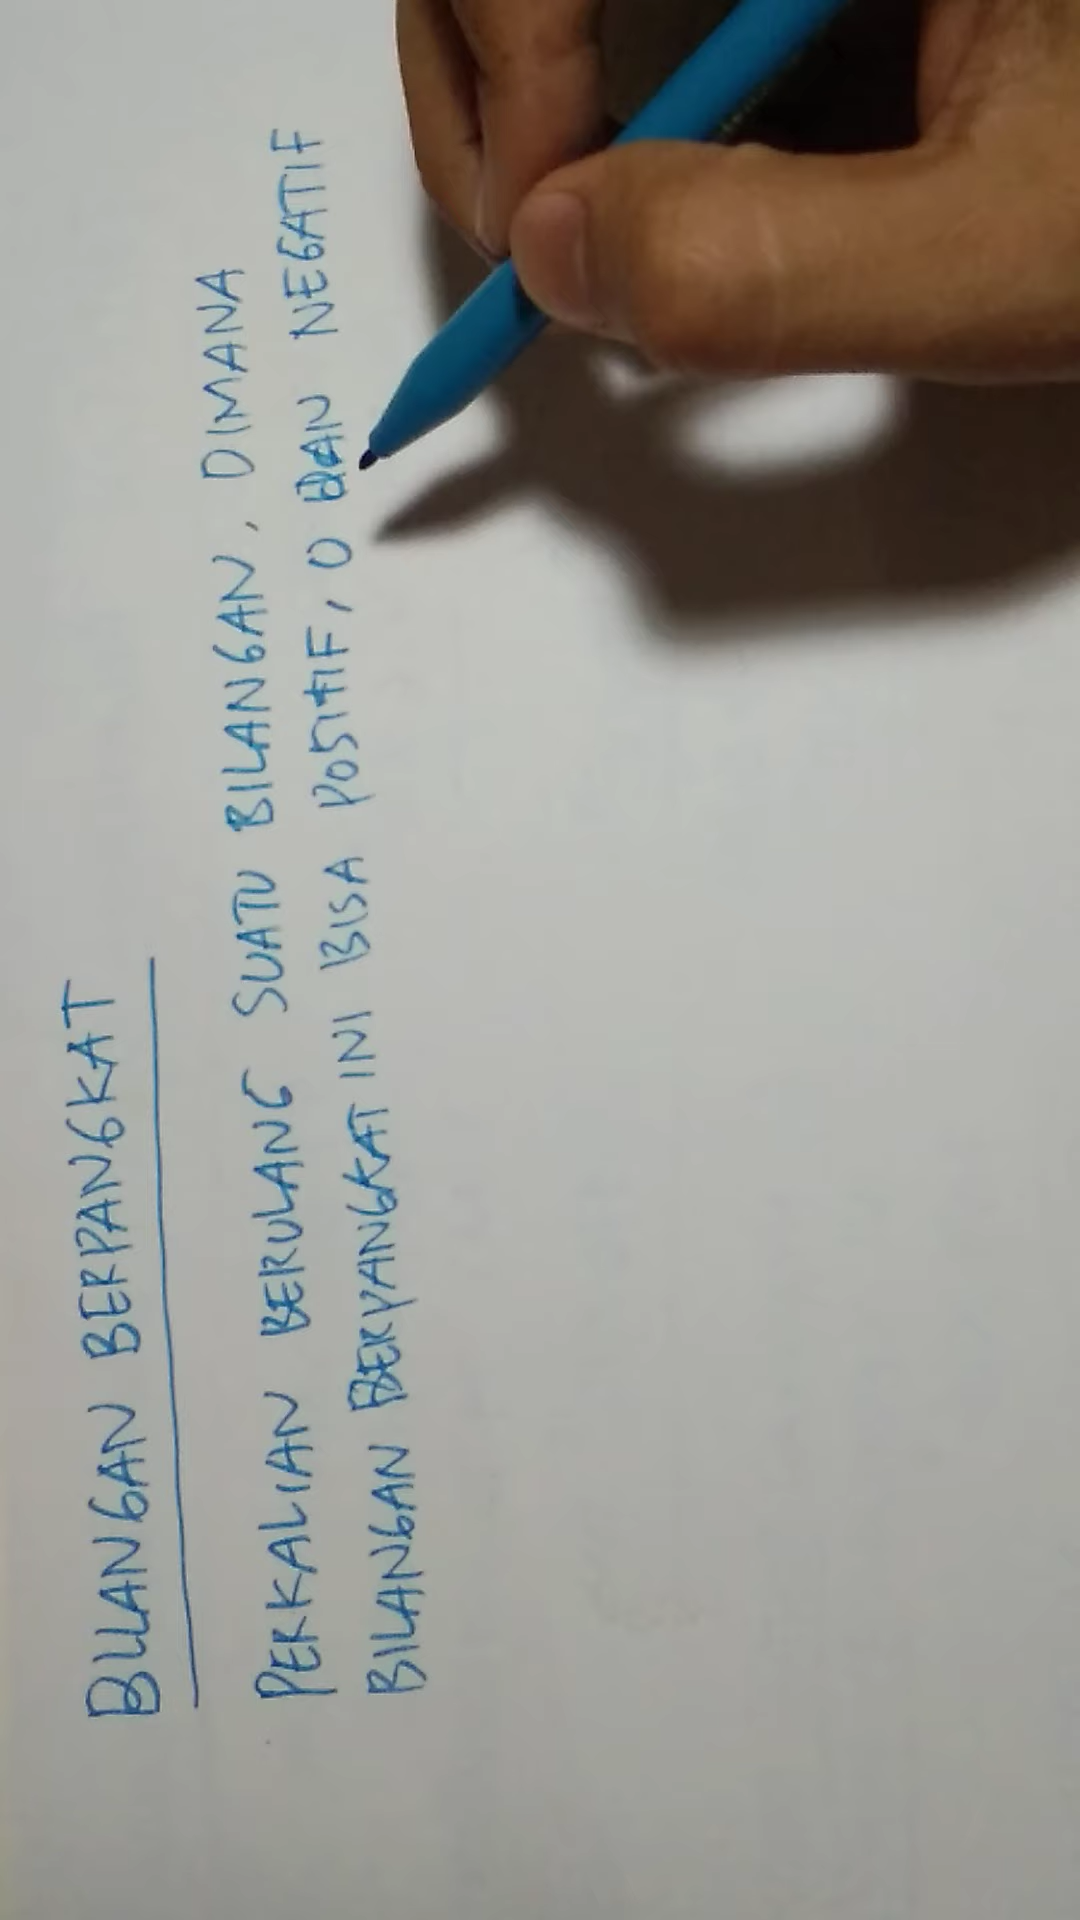 BILANGAN BERPANGKAT
PERKALIAN BERULANG SUATU BILANGAN, DIMANA
BILANGAN BERPANGKAT INI BISA POSITIF, 0 DAN NEGATIF